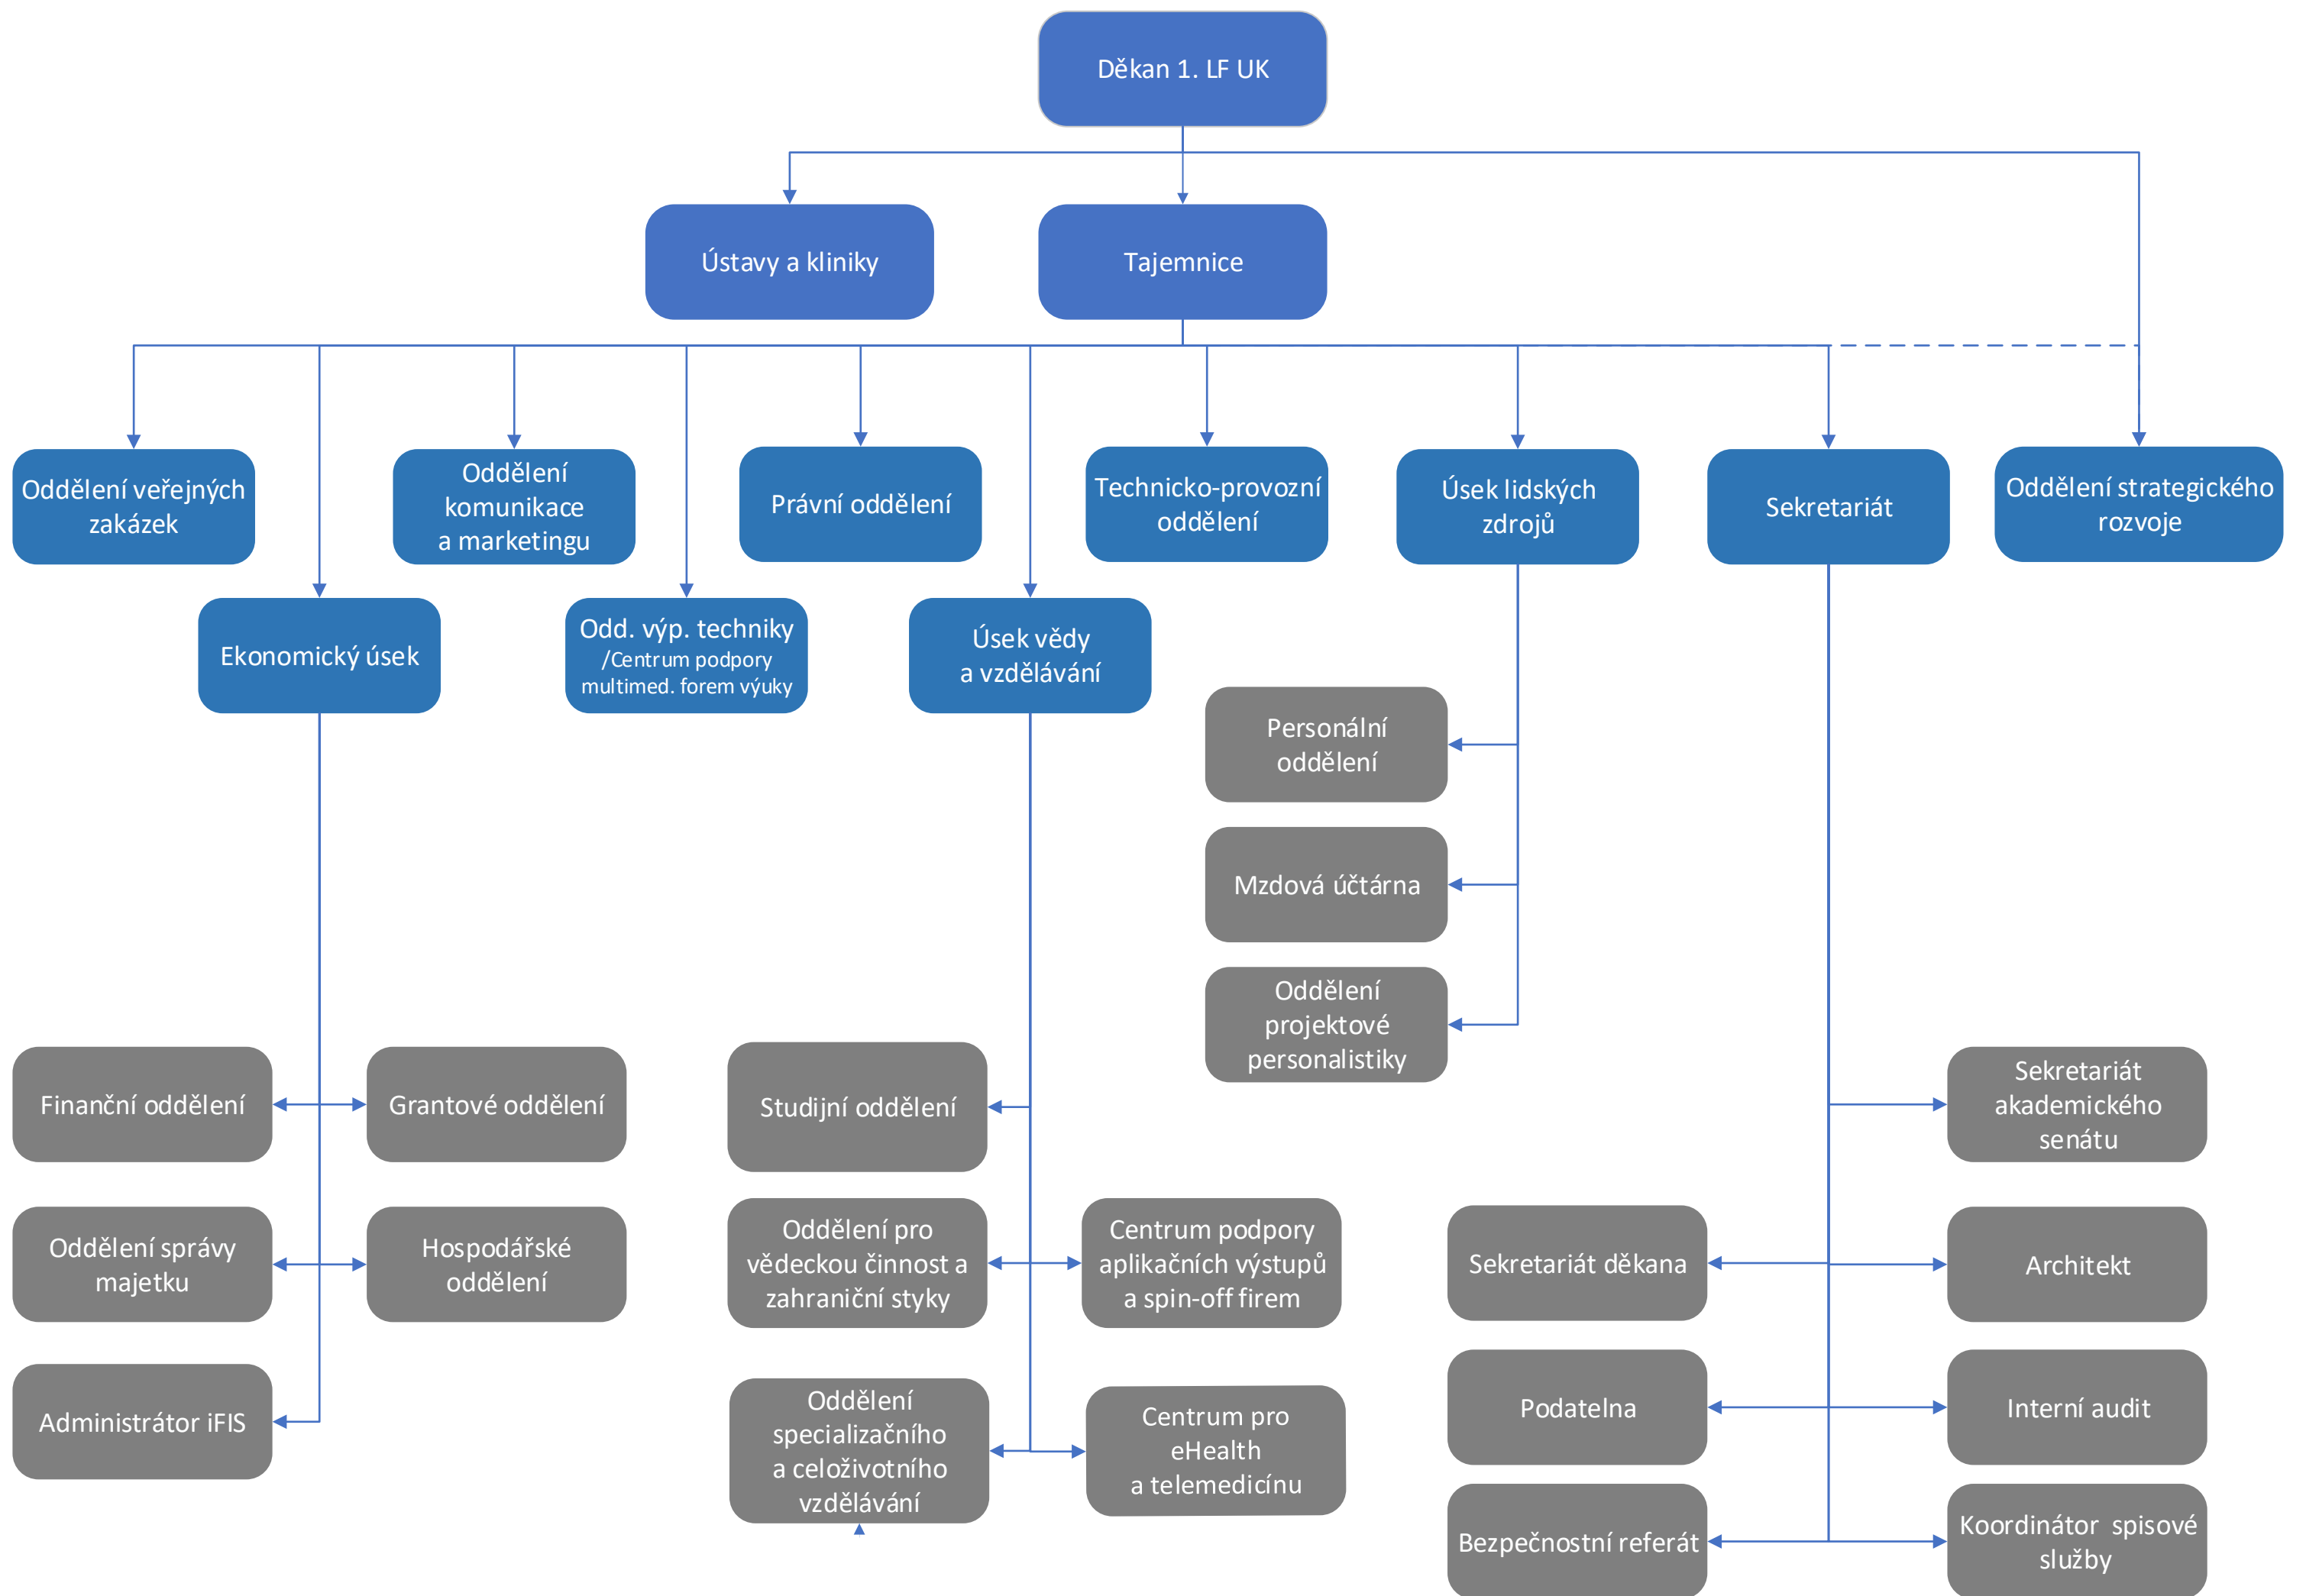 Děkan 1. LF UK
Ústavy a kliniky
Tajemnice
Oddělení veřejných
zakázek
Oddělení
komunikace
a marketingu
Právní oddělení
Technicko-provozní
oddělení
Úsek lidských
zdrojů
Sekretariát
Oddělení strategického
rozvoje
Ekonomický úsek
Odd. výp. techniky
/Centrum podpory
multimed. forem výuky
Úsek vědy
a vzdělávání
Personální
oddělení
Mzdová účtárna
Oddělení
projektové
personalistiky
Finanční oddělení
Grantové oddělení
Studijní oddělení
Sekretariát
akademického
senátu
Oddělení správy
majetku
Hospodářské
oddělení
Oddělení pro
vědeckou činnost a
zahraniční styky
Centrum podpory
aplikačních výstupů
a spin-off firem
Sekretariát děkana
Architekt
Administrátor iFIS
Oddělení
specializačního
a celoživotního
vzdělávání
Centrum pro
eHealth
a telemedicínu
Podatelna
Interní audit
Bezpečnostní referát
Koordinátor spisové
služby